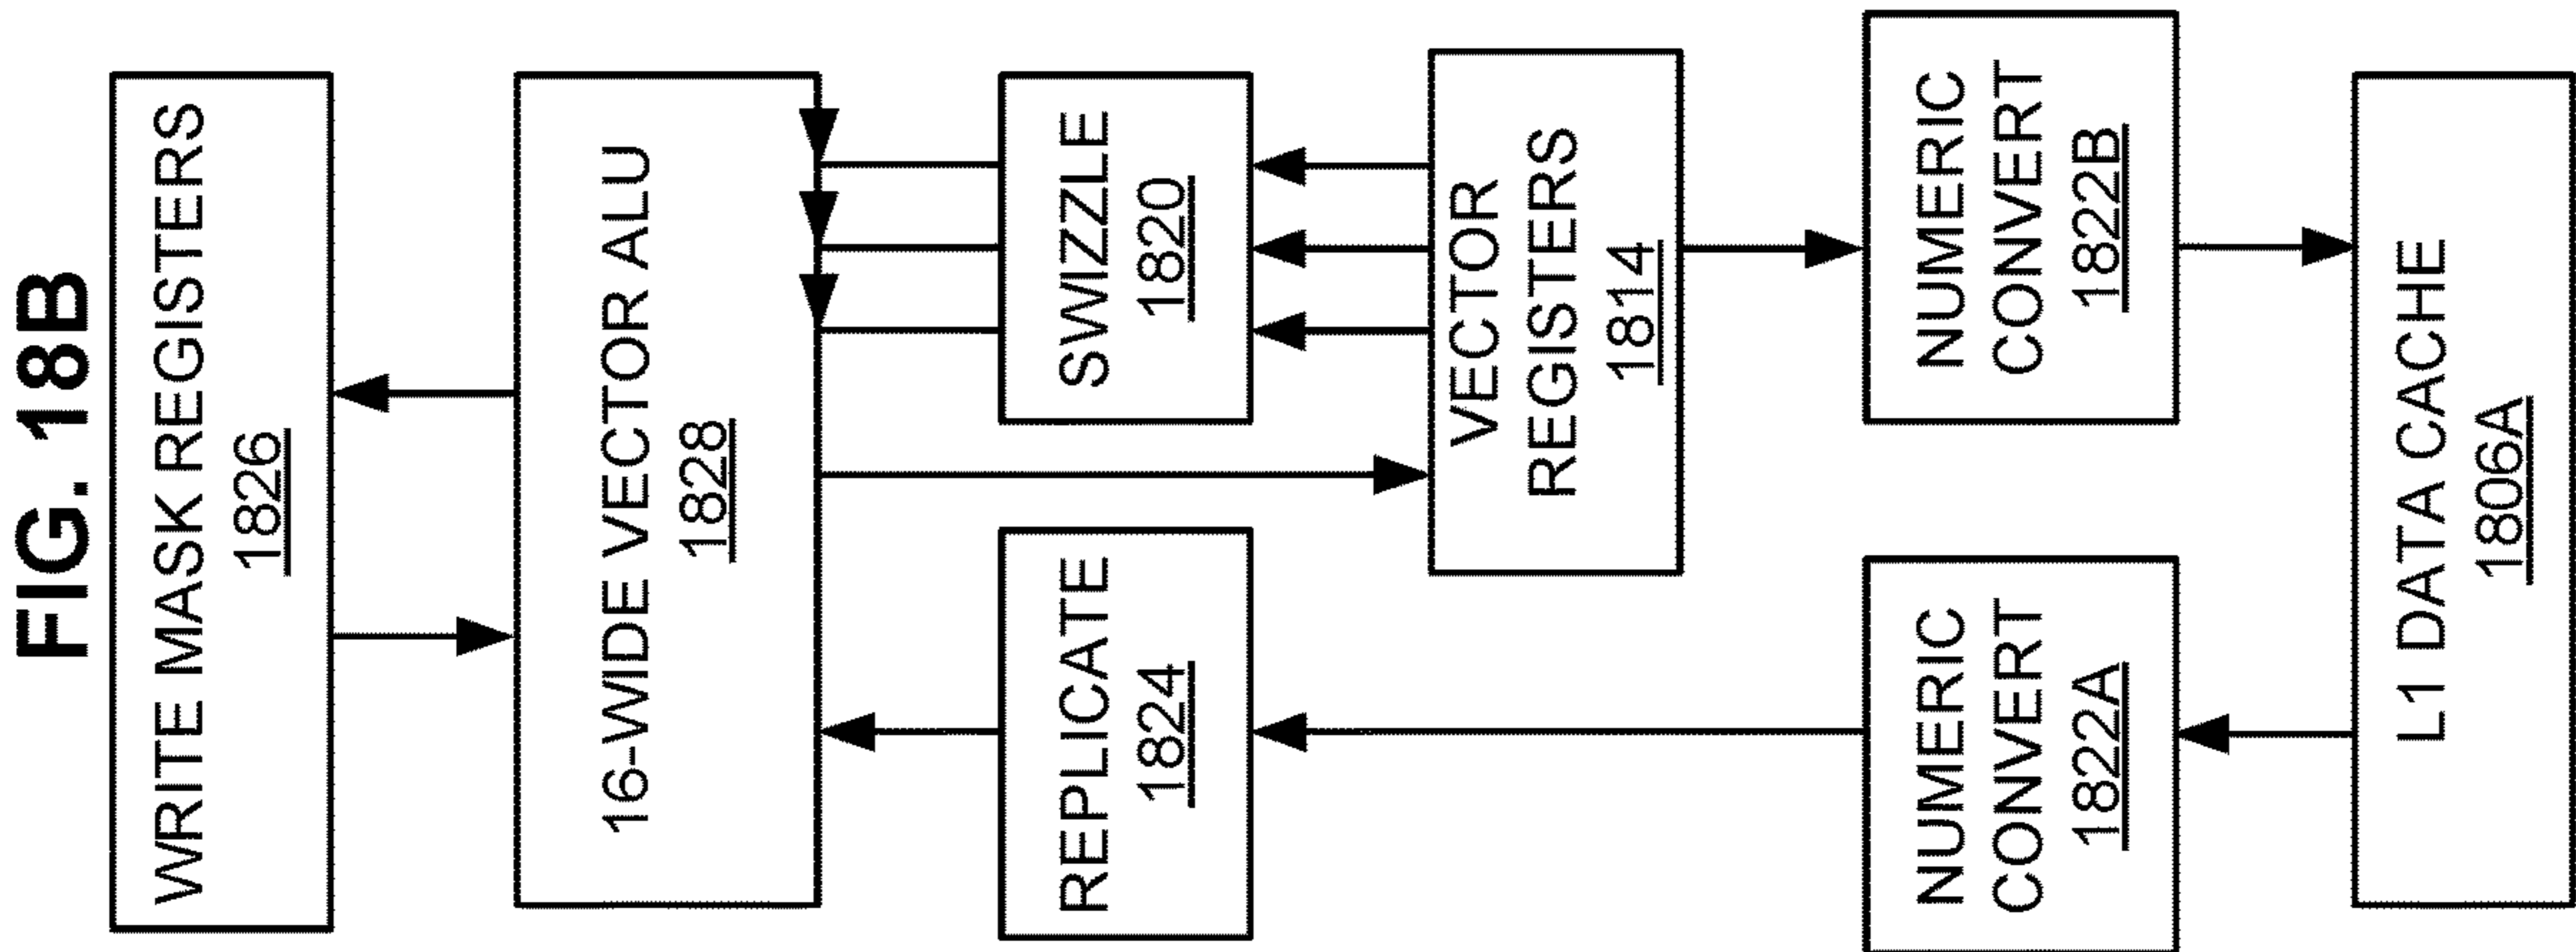 FIG. 18B
WRITE MASK REGISTERS
1826
16-WIDE VECTOR ALU
1828
REPLICATE
1824
SWIZZLE
1820
VECTOR
REGISTERS
1814
NUMERIC
CONVERT
1822A
NUMERIC
CONVERT
1822B
L1 DATA CACHE
1806A